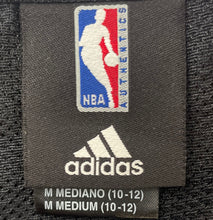 NBA
AUTHENTICS
adidas
M MEDIANO (10-12)
M MEDIUM (10-12)